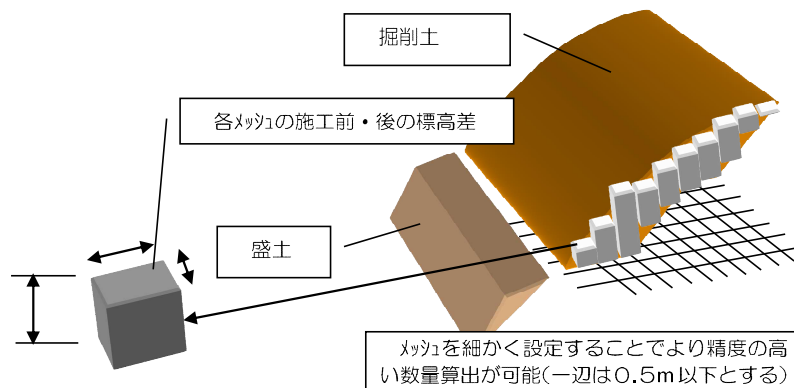 掘削土
各ﾒｯｼｭの施工前・後の標高差
盛土
ﾒｯｼｭを細かく設定することでより精度の高
い数量算出が可能(一辺は０.５ｍ以下とする)